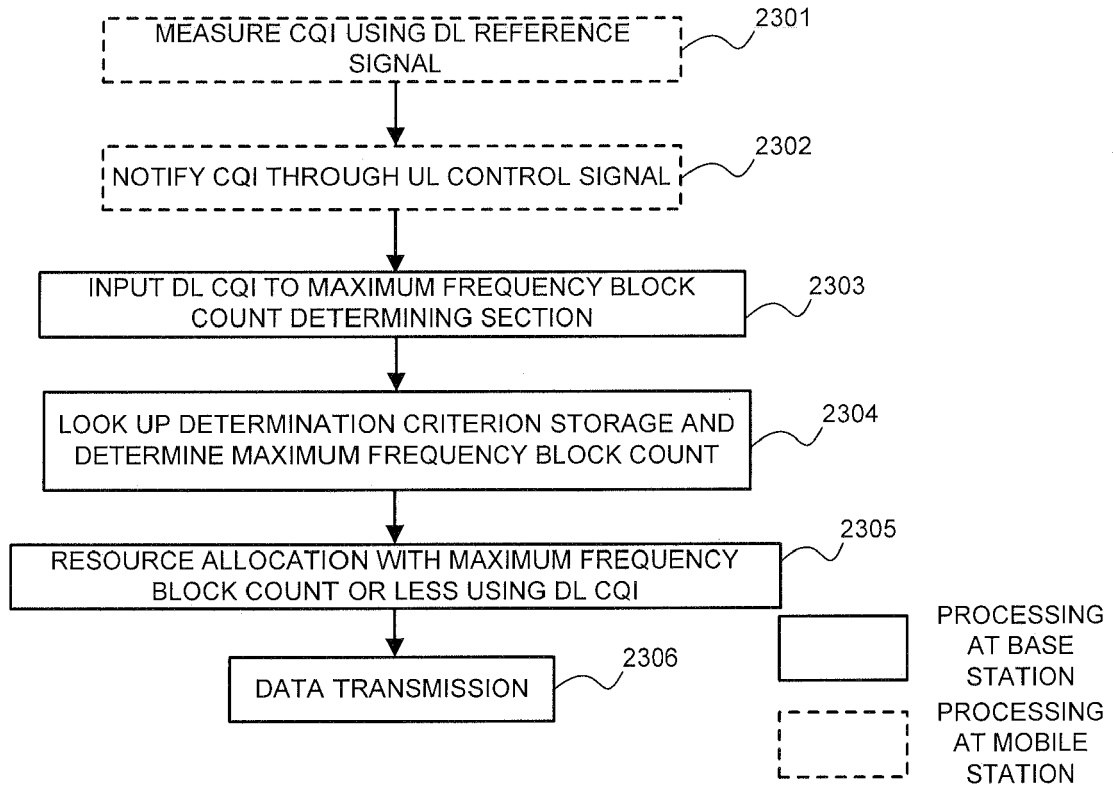 2301
MEASURE CQI USING DL REFERENCE
SIGNAL
2302
NOTIFY CQI THROUGH UL CONTROL SIGNAL
2303
INPUT DL CQI TO MAXIMUM FREQUENCY BLOCK
COUNT DETERMINING SECTION
2304
LOOK UP DETERMINATION CRITERION STORAGE AND
DETERMINE MAXIMUM FREQUENCY BLOCK COUNT
2305
RESOURCE ALLOCATION WITH MAXIMUM FREQUENCY
BLOCK COUNT OR LESS USING DL CQI
2306
DATA TRANSMISSION
PROCESSING
AT BASE
STATION
PROCESSING
AT MOBILE
STATION